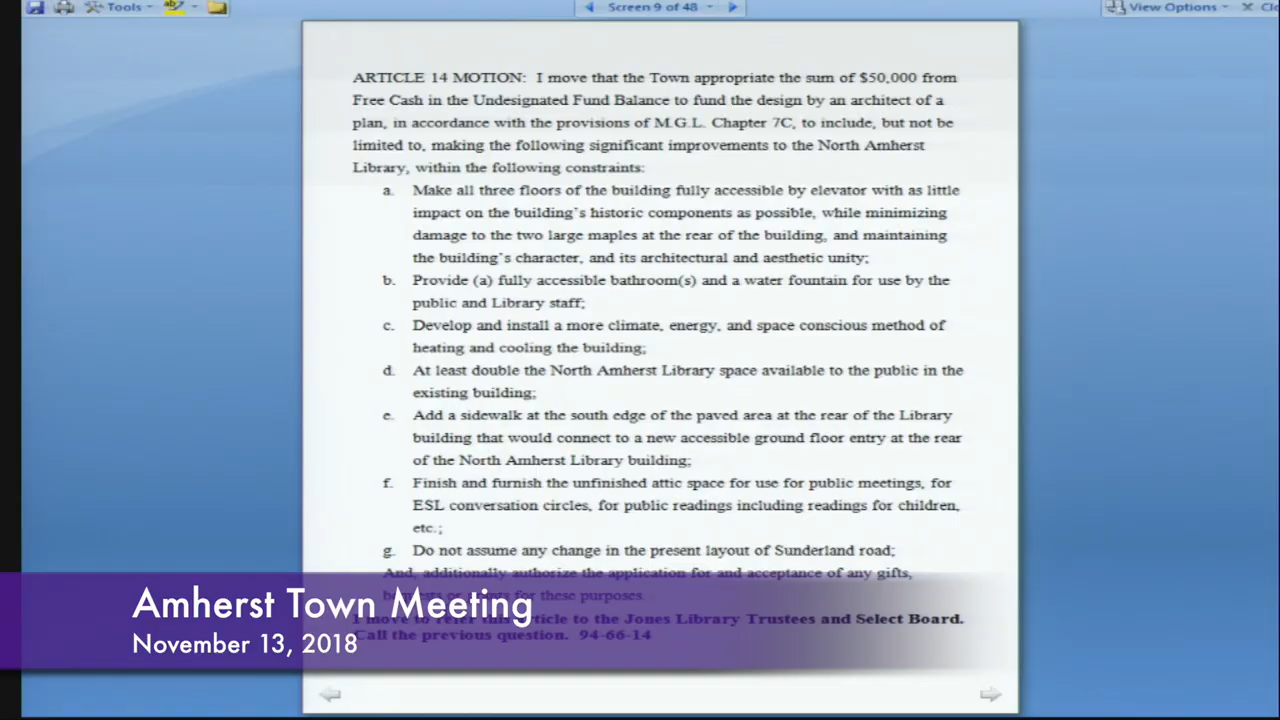 Tools
Screen 9 of 48
View Options
Clo
ARTICLE 14 MOTION: I move that the Town appropriate the sum of $50,000 from
Free Cash in the Undesignated Fund Balance to fund the design by an architect of a
plan, in accordance with the provisions of M.G.L. Chapter 7C, to include, but not be
limited to, making the following significant improvements to the North Amherst
Library, within the following constraints:
a. Make all three floors of the building fully accessible by elevator with as little
impact on the building's historic components as possible, while minimizing
damage to the two large maples at the rear of the building, and maintaining
the building's character, and its architectural and aesthetic unity;
b. Provide (a) fully accessible bathroom(s) and a water fountain for use by the
public and Library staff;
c. Develop and install a more climate, energy, and space conscious method of
heating and cooling the building;
d. At least double the North Amherst Library space available to the public in the
existing building;
e. Add a sidewalk at the south edge of the paved area at the rear of the Library
building that would connect to a new accessible ground floor entry at the rear
of the North Amherst Library building;
f. Finish and furnish the unfinished attic space for use for public meetings, for
ESL conversation circles, for public readings including readings for children,
etc.;
g. Do not assume any change in the present layout of Sunderland road;
And, additionally authorize the application for and acceptance of any gifts,
for these purposes.
I move to refer this article to the Jones Library Trustees and Select Board.
Call the previous question. 94-66-14
Amherst Town Meeting
November 13, 2018